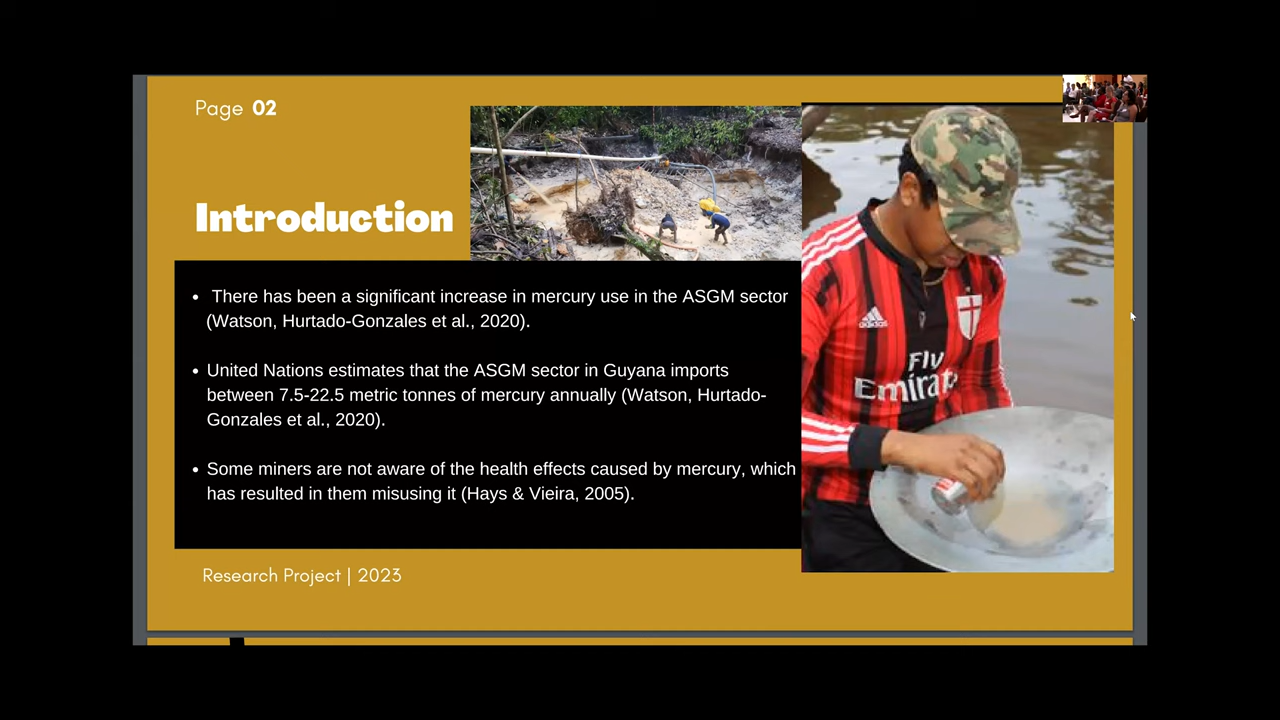 Page 02
Introduction
• There has been a significant increase in mercury use in the ASGM sector
(Watson, Hurtado-Gonzales et al., 2020).
• United Nations estimates that the ASGM sector in Guyana imports
between 7.5-22.5 metric tonnes of mercury annually (Watson, Hurtado-
Gonzales et al., 2020).
• Some miners are not aware of the health effects caused by mercury, which
has resulted in them misusing it (Hays & Vieira, 2005).
adidas
Fly
Emirates
Research Project | 2023